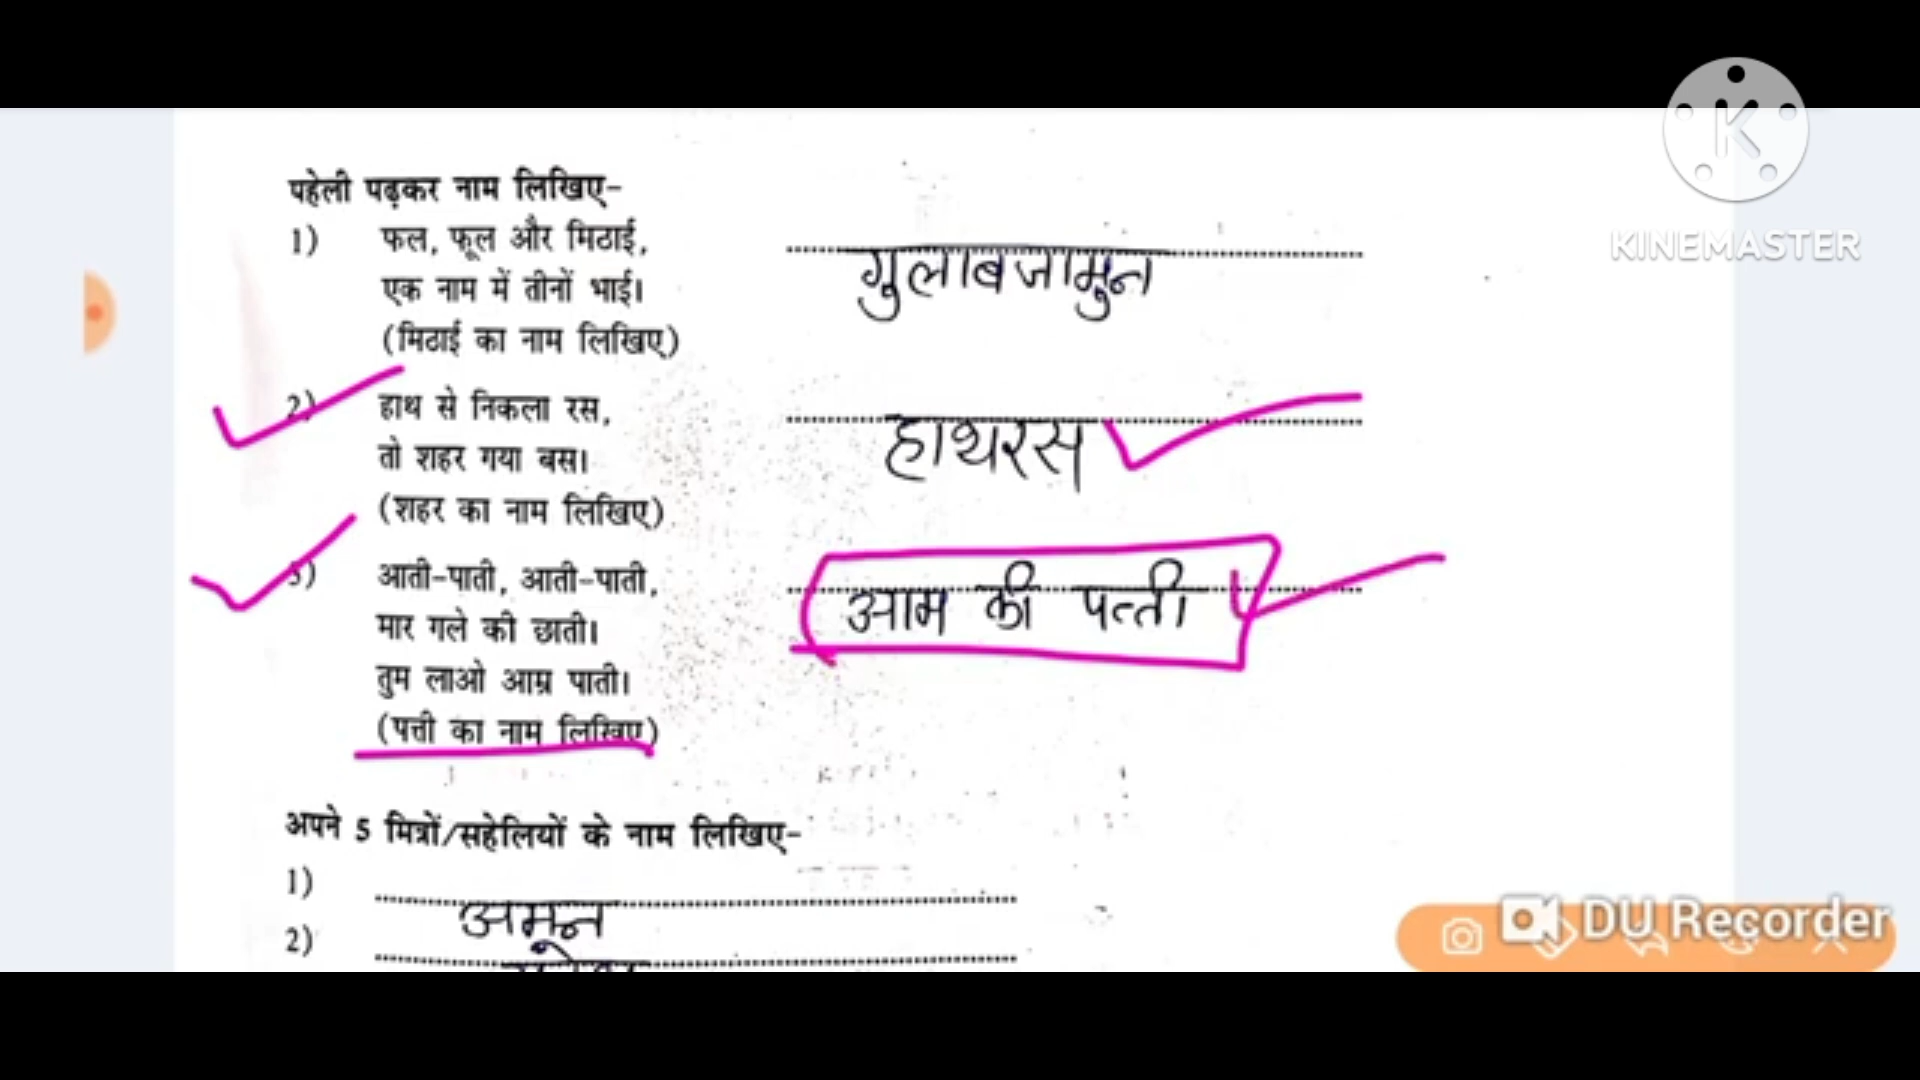 KINEMASTER
पहेली पढ़कर नाम लिखिए-
1) फल, फूल और मिठाई,
एक नाम में तीनों भाई।
(मिठाई का नाम लिखिए)
गुलाबजामुन
2) हाथ से निकला रस,
तो शहर गया बस।
(शहर का नाम लिखिए)
हाथरस
3) आती-पाती, आती-पाती,
मार गले की छाती।
तुम लाओ आम्र पाती।
(पत्ती का नाम लिखिए)
आम की पत्ती
अपने 5 मित्रों/सहेलियों के नाम लिखिए-
1) अमन
2)
DU Recorder